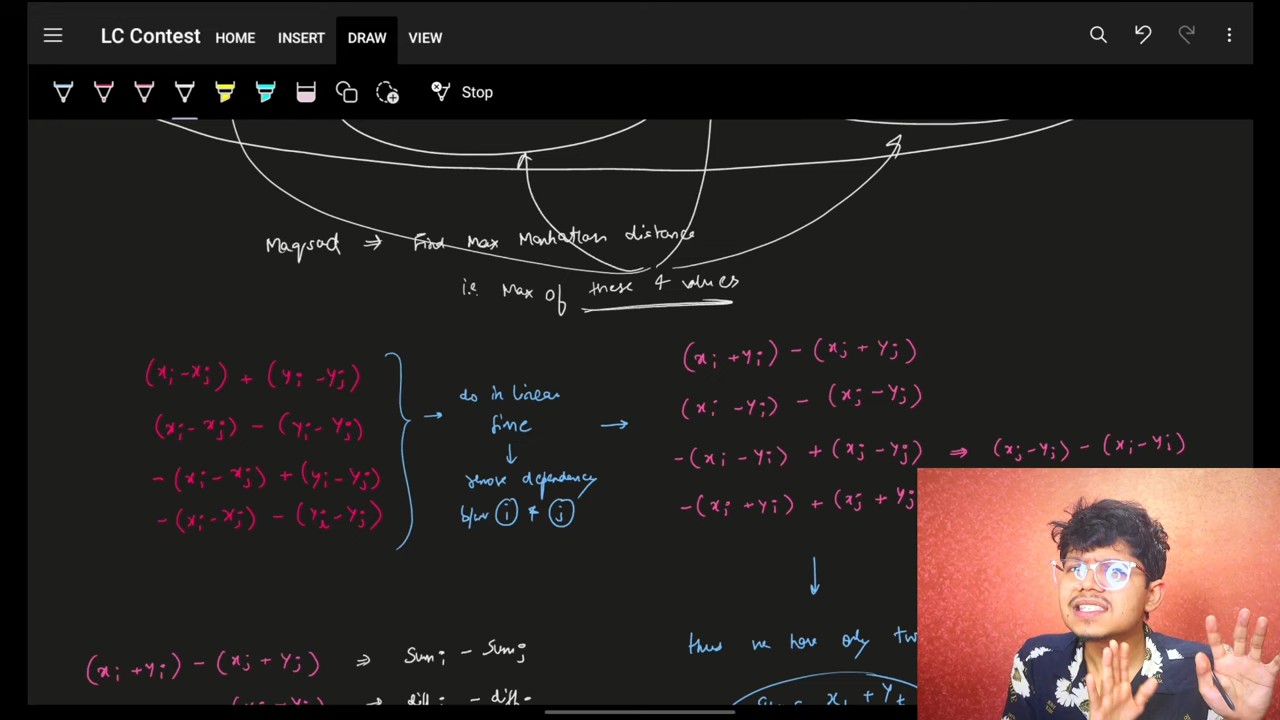 LC Contest HOME INSERT DRAW VIEW
Stop
Maqsad ⇒ Find Max Manhattan distance
i.e. Max of these 4 values
(xi-xj) + (yi-yj)
(xi-xj) - (yi-yj)
-(xi-xj) + (yi-yj)
-(xi-xj) - (yi-yj)
→ do in linear
time
↓
remove dependency
b/w i & j
→
(xi+yi) - (xj+yj)
(xi-yi) - (xj-yj)
-(xi-yi) + (xj-yj) ⇒ (xj-yj) - (xi-yi)
-(xi+yi) + (xj+yj
↓
thus we have only
(xi+yi) - (xj+yj) ⇒ Sumi - Sumj